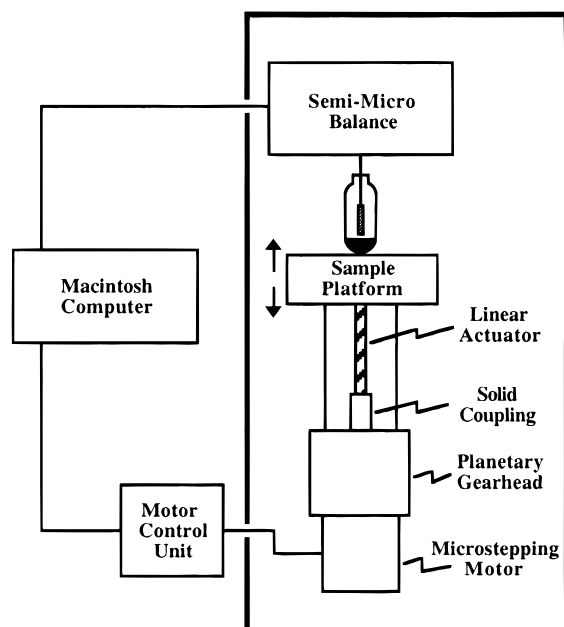 Semi-Micro
Balance
Sample
Platform
Macintosh
Computer
Linear
Actuator
Solid
Coupling
Planetary
Gearhead
Motor
Control
Unit
Microstepping
Motor